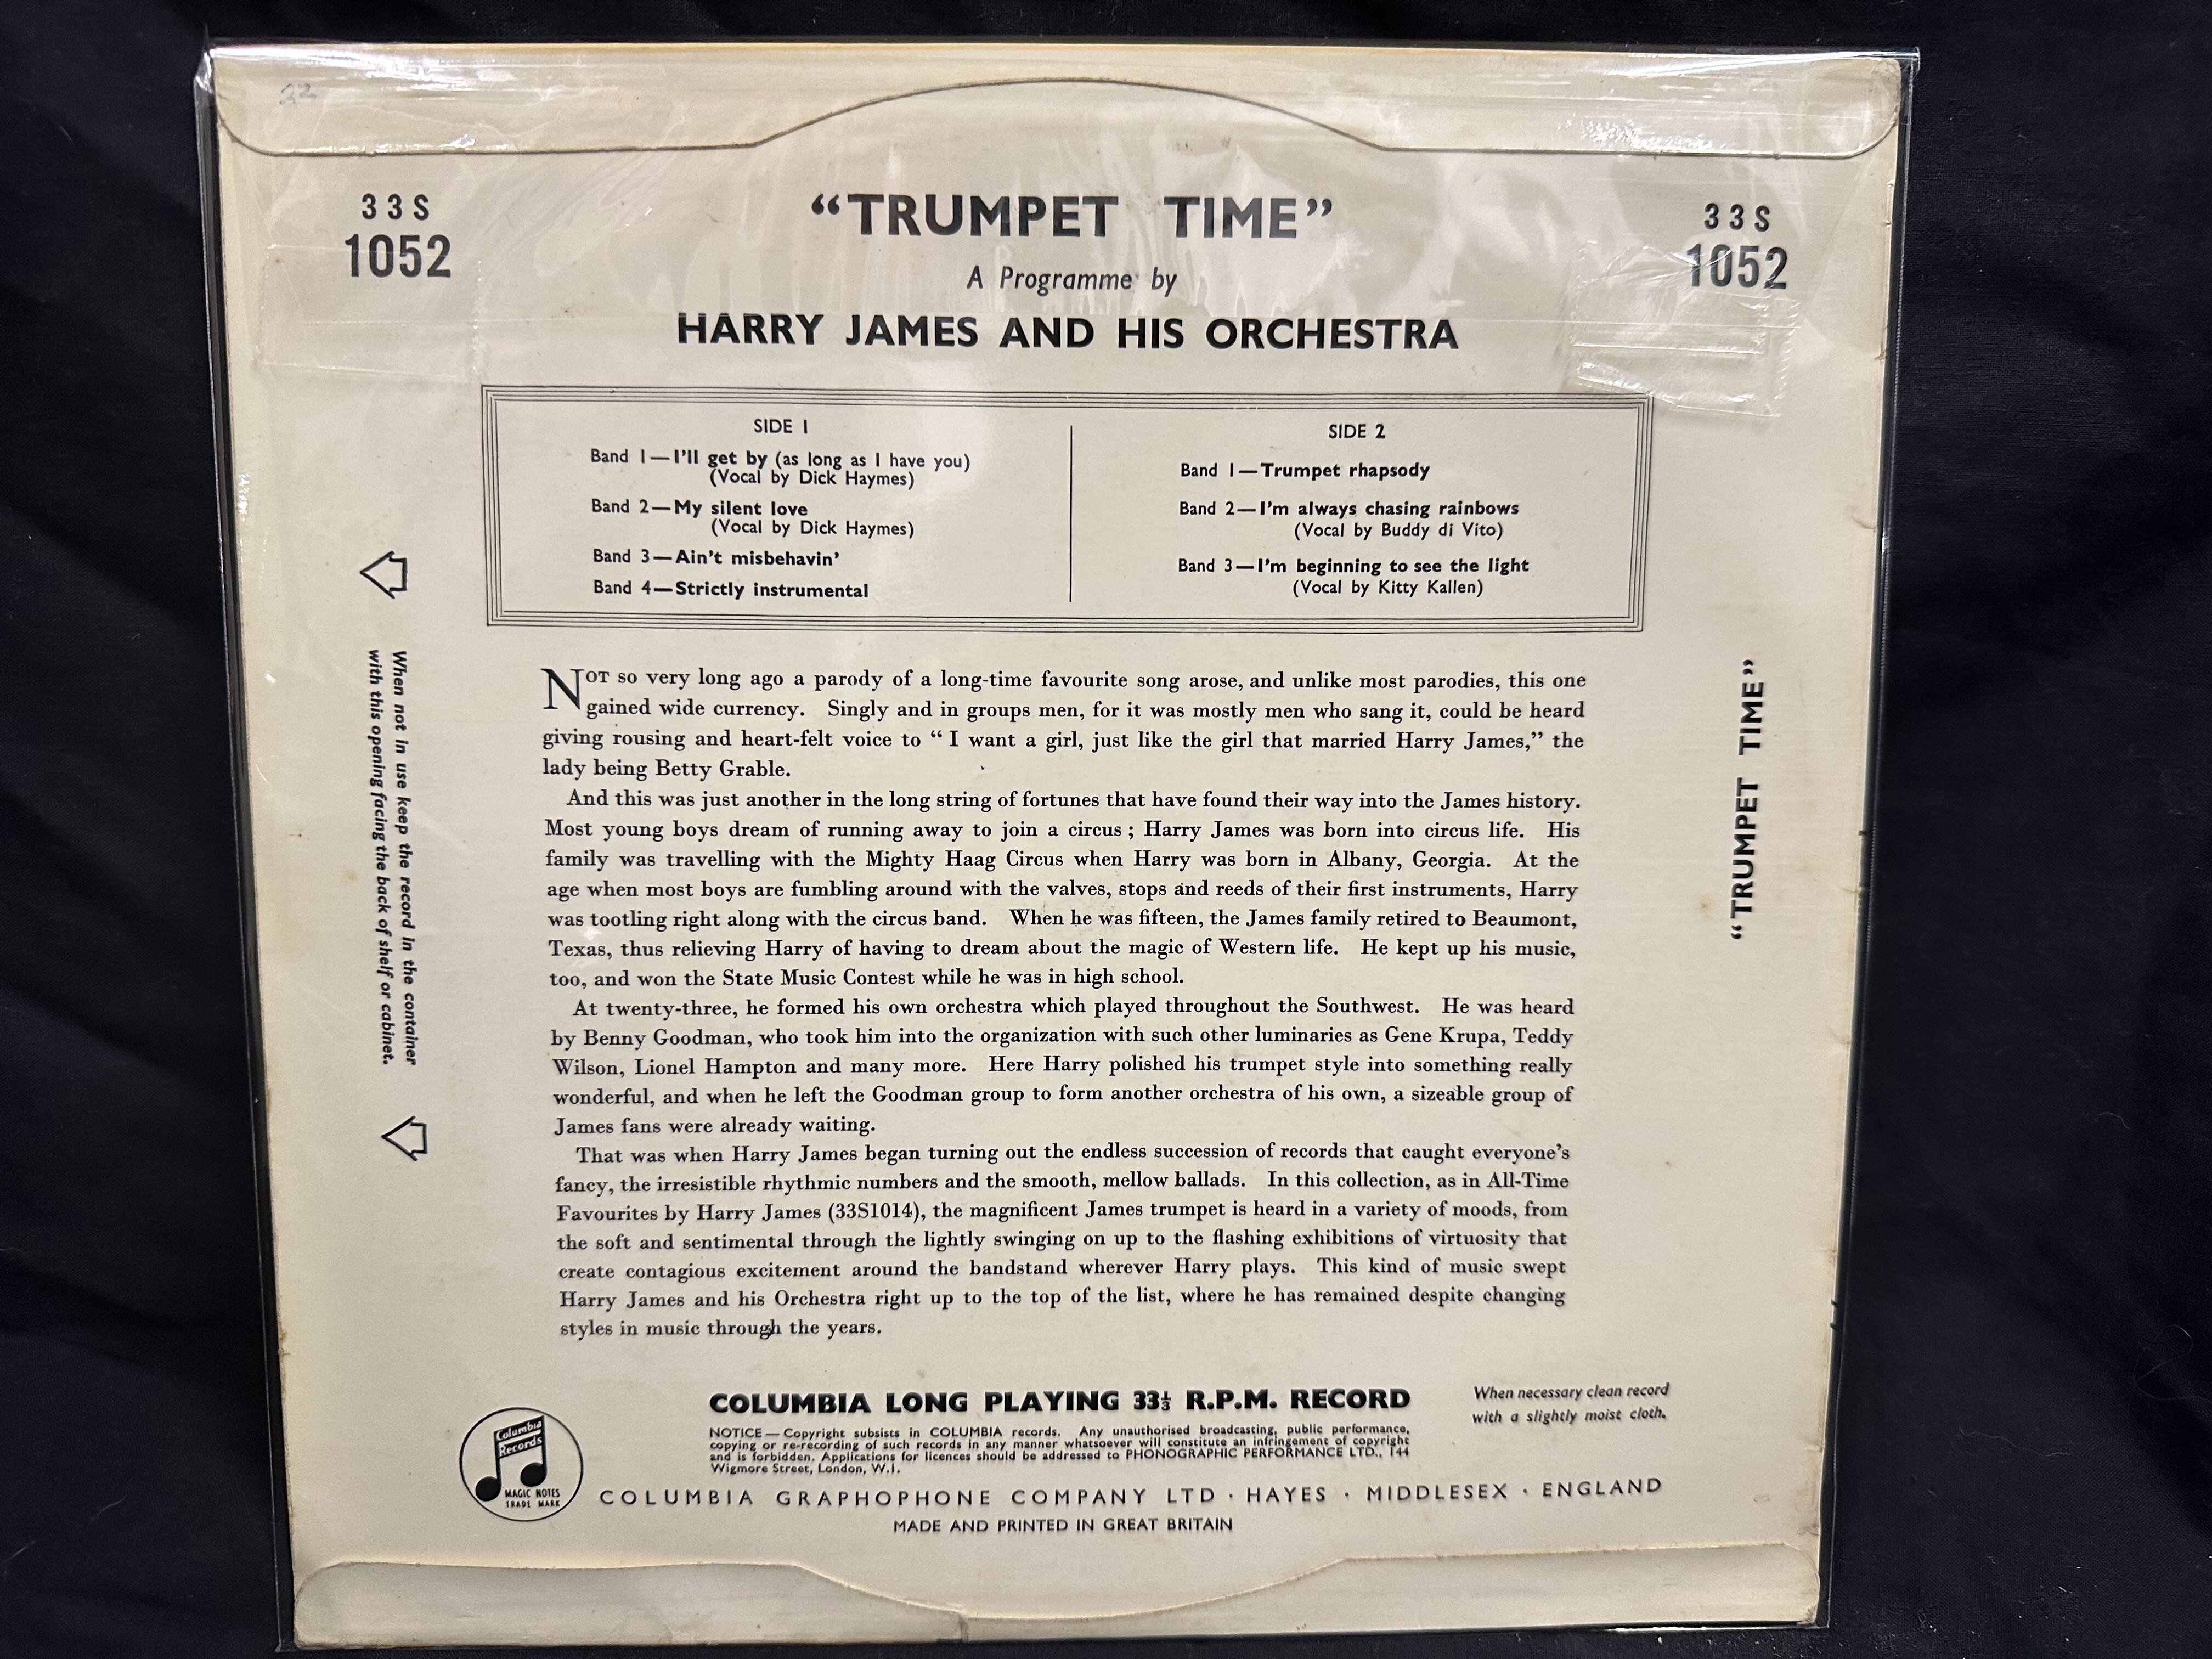 22
33S
1052
"TRUMPET TIME"
A Programme by
HARRY JAMES AND HIS ORCHESTRA
33S
1052
SIDE 1
Band 1—I'll get by (as long as I have you)
(Vocal by Dick Haymes)
Band 2—My silent love
(Vocal by Dick Haymes)
Band 3—Ain't misbehavin'
Band 4—Strictly instrumental
SIDE 2
Band 1—Trumpet rhapsody
Band 2—I'm always chasing rainbows
(Vocal by Buddy di Vito)
Band 3—I'm beginning to see the light
(Vocal by Kitty Kallen)
When not in use keep the record in the container
with this opening facing the back of shelf or cabinet.
"TRUMPET TIME"
NOT so very long ago a parody of a long-time favourite song arose, and unlike most parodies, this one
gained wide currency. Singly and in groups men, for it was mostly men who sang it, could be heard
giving rousing and heart-felt voice to " I want a girl, just like the girl that married Harry James," the
lady being Betty Grable.
And this was just another in the long string of fortunes that have found their way into the James history.
Most young boys dream of running away to join a circus ; Harry James was born into circus life. His
family was travelling with the Mighty Haag Circus when Harry was born in Albany, Georgia. At the
age when most boys are fumbling around with the valves, stops and reeds of their first instruments, Harry
was tootling right along with the circus band. When he was fifteen, the James family retired to Beaumont,
Texas, thus relieving Harry of having to dream about the magic of Western life. He kept up his music,
too, and won the State Music Contest while he was in high school.
At twenty-three, he formed his own orchestra which played throughout the Southwest. He was heard
by Benny Goodman, who took him into the organization with such other luminaries as Gene Krupa, Teddy
Wilson, Lionel Hampton and many more. Here Harry polished his trumpet style into something really
wonderful, and when he left the Goodman group to form another orchestra of his own, a sizeable group of
James fans were already waiting.
That was when Harry James began turning out the endless succession of records that caught everyone's
fancy, the irresistible rhythmic numbers and the smooth, mellow ballads. In this collection, as in All-Time
Favourites by Harry James (33S1014), the magnificent James trumpet is heard in a variety of moods, from
the soft and sentimental through the lightly swinging on up to the flashing exhibitions of virtuosity that
create contagious excitement around the bandstand wherever Harry plays. This kind of music swept
Harry James and his Orchestra right up to the top of the list, where he has remained despite changing
styles in music through the years.
Columbia
Records
MAGIC NOTES
TRADE MARK
COLUMBIA LONG PLAYING 33⅓ R.P.M. RECORD
NOTICE—Copyright subsists in COLUMBIA records. Any unauthorised broadcasting, public performance,
copying or re-recording of such records in any manner whatsoever will constitute an infringement of copyright
and is forbidden. Applications for licences should be addressed to PHONOGRAPHIC PERFORMANCE LTD., 144
Wigmore Street, London, W.1.
When necessary clean record
with a slightly moist cloth.
COLUMBIA GRAPHOPHONE COMPANY LTD · HAYES · MIDDLESEX · ENGLAND
MADE AND PRINTED IN GREAT BRITAIN